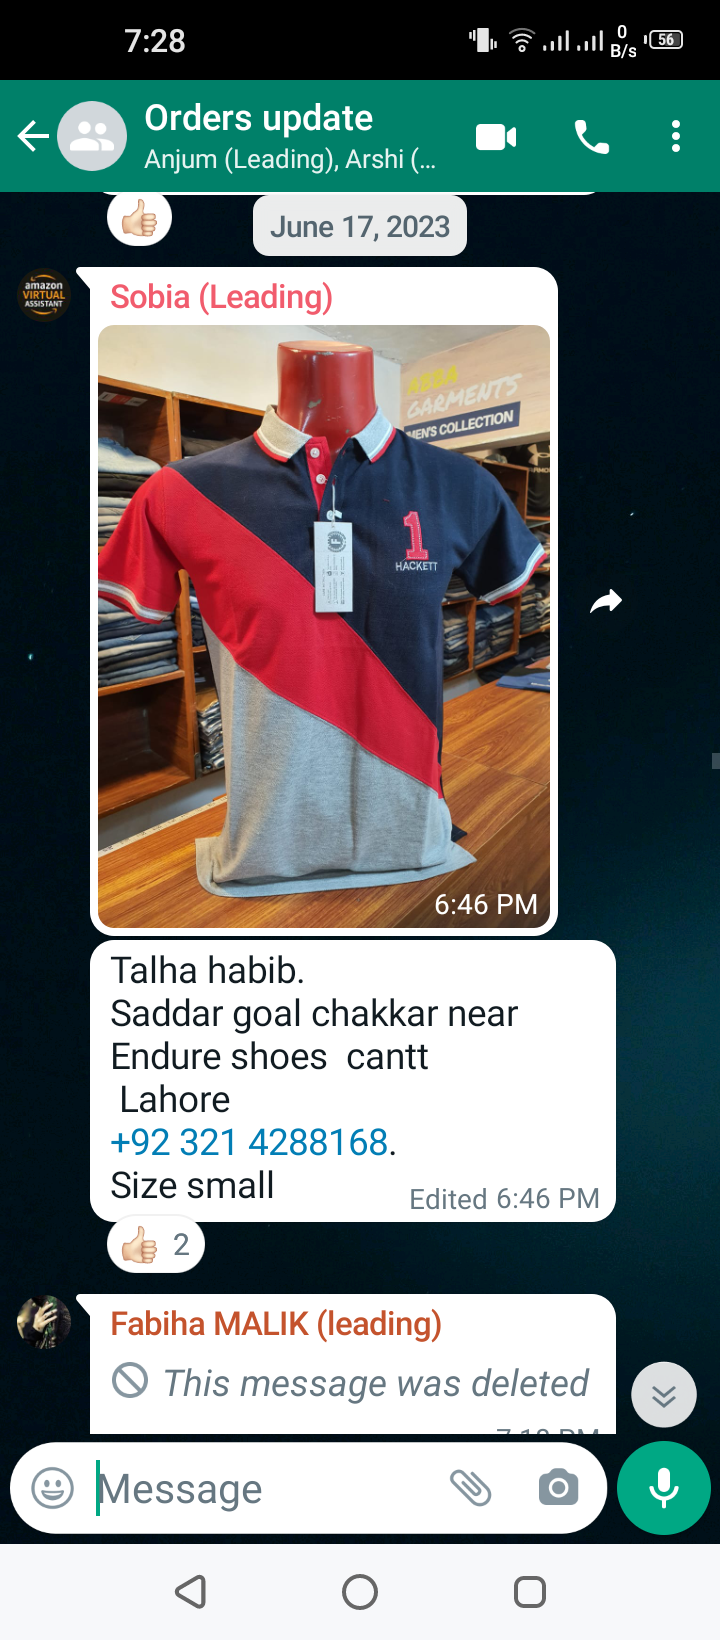 7:28
0
B/s
56
Orders update
Anjum (Leading), Arshi (...
June 17, 2023
amazon
VIRTUAL
ASSISTANT
Sobia (Leading)
ABBA
GARMENTS
MEN'S COLLECTION
1
HACKETT
6:46 PM
Talha habib.
Saddar goal chakkar near
Endure shoes cantt
Lahore
+92 321 4288168.
Size small
Edited 6:46 PM
2
Fabiha MALIK (leading)
This message was deleted
Message